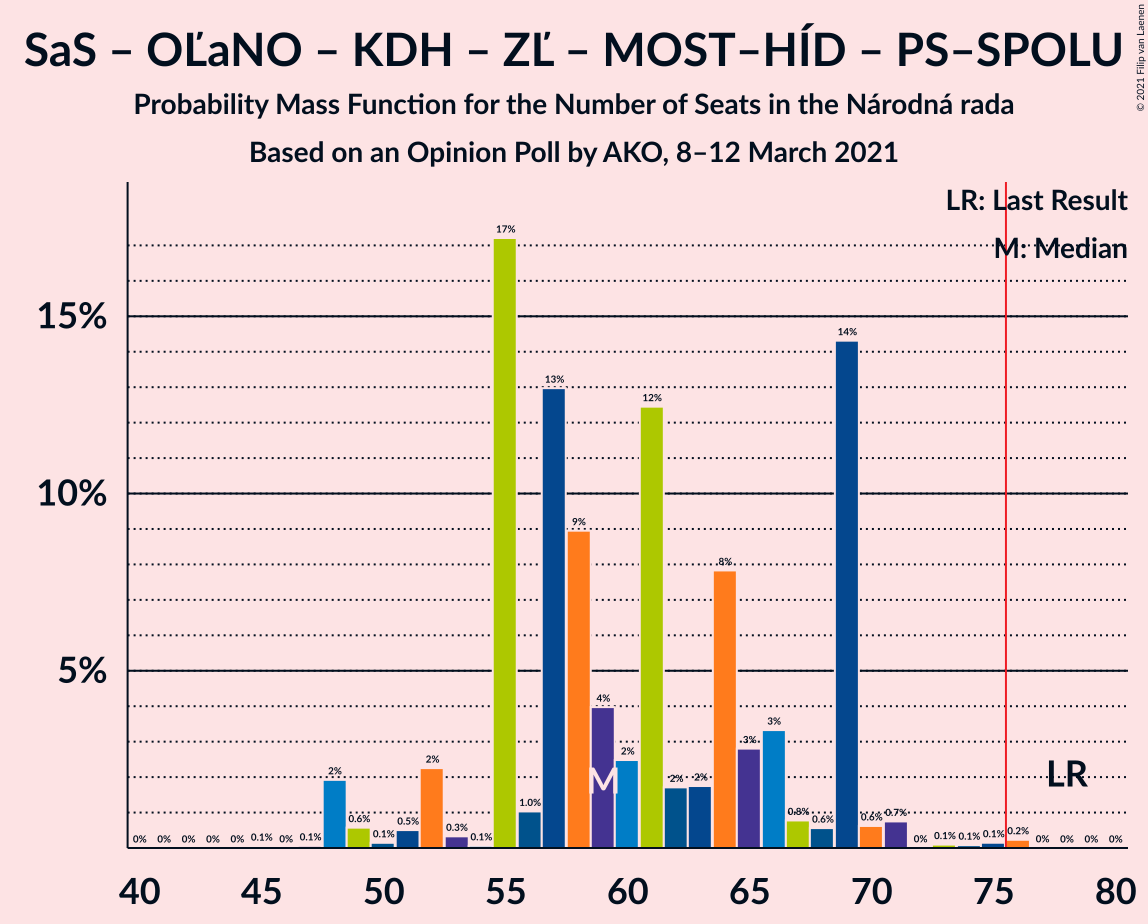 SaS – OĽaNO – KDH – ZĽ – MOST–HÍD – PS–SPOLU
Probability Mass Function for the Number of Seats in the Národná rada
Based on an Opinion Poll by AKO, 8–12 March 2021
© 2021 Filip van Laenen
LR: Last Result
M: Median
15%
10%
5%
0% 0% 0% 0% 0% 0.1% 0% 0.1% 2% 0.6% 0.1% 0.5% 2% 0.3% 0.1% 17% 1.0% 13% 9% 4% 2% 12% 2% 2% 8% 3% 3% 0.8% 0.6% 14% 0.6% 0.7% 0% 0.1% 0.1% 0.1% 0.2% 0% 0% 0% 0%
M
LR
40 45 50 55 60 65 70 75 80